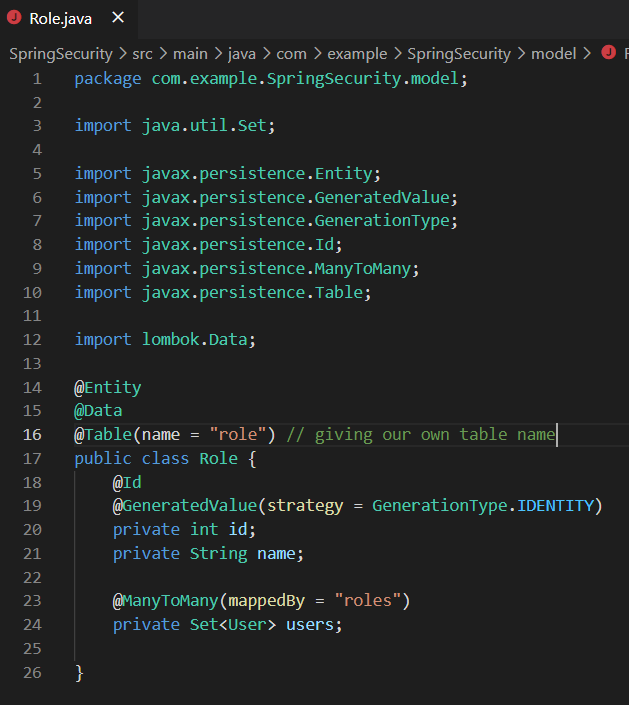 Role.java
SpringSecurity > src > main > java > com > example > SpringSecurity > model >
1 package com.example.SpringSecurity.model;
2
3 import java.util.Set;
4
5 import javax.persistence.Entity;
6 import javax.persistence.GeneratedValue;
7 import javax.persistence.GenerationType;
8 import javax.persistence.Id;
9 import javax.persistence.ManyToMany;
10 import javax.persistence.Table;
11
12 import lombok.Data;
13
14 @Entity
15 @Data
16 @Table(name = "role") // giving our own table name
17 public class Role {
18 @Id
19 @GeneratedValue(strategy = GenerationType.IDENTITY)
20 private int id;
21 private String name;
22
23 @ManyToMany(mappedBy = "roles")
24 private Set<User> users;
25
26 }